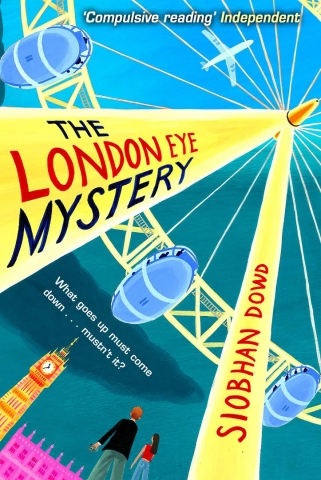 'Compulsive reading' Independent
THE
LONDON EYE
MYSTERY
What goes up must come
down . . . mustn't it?
SIOBHAN DOWD